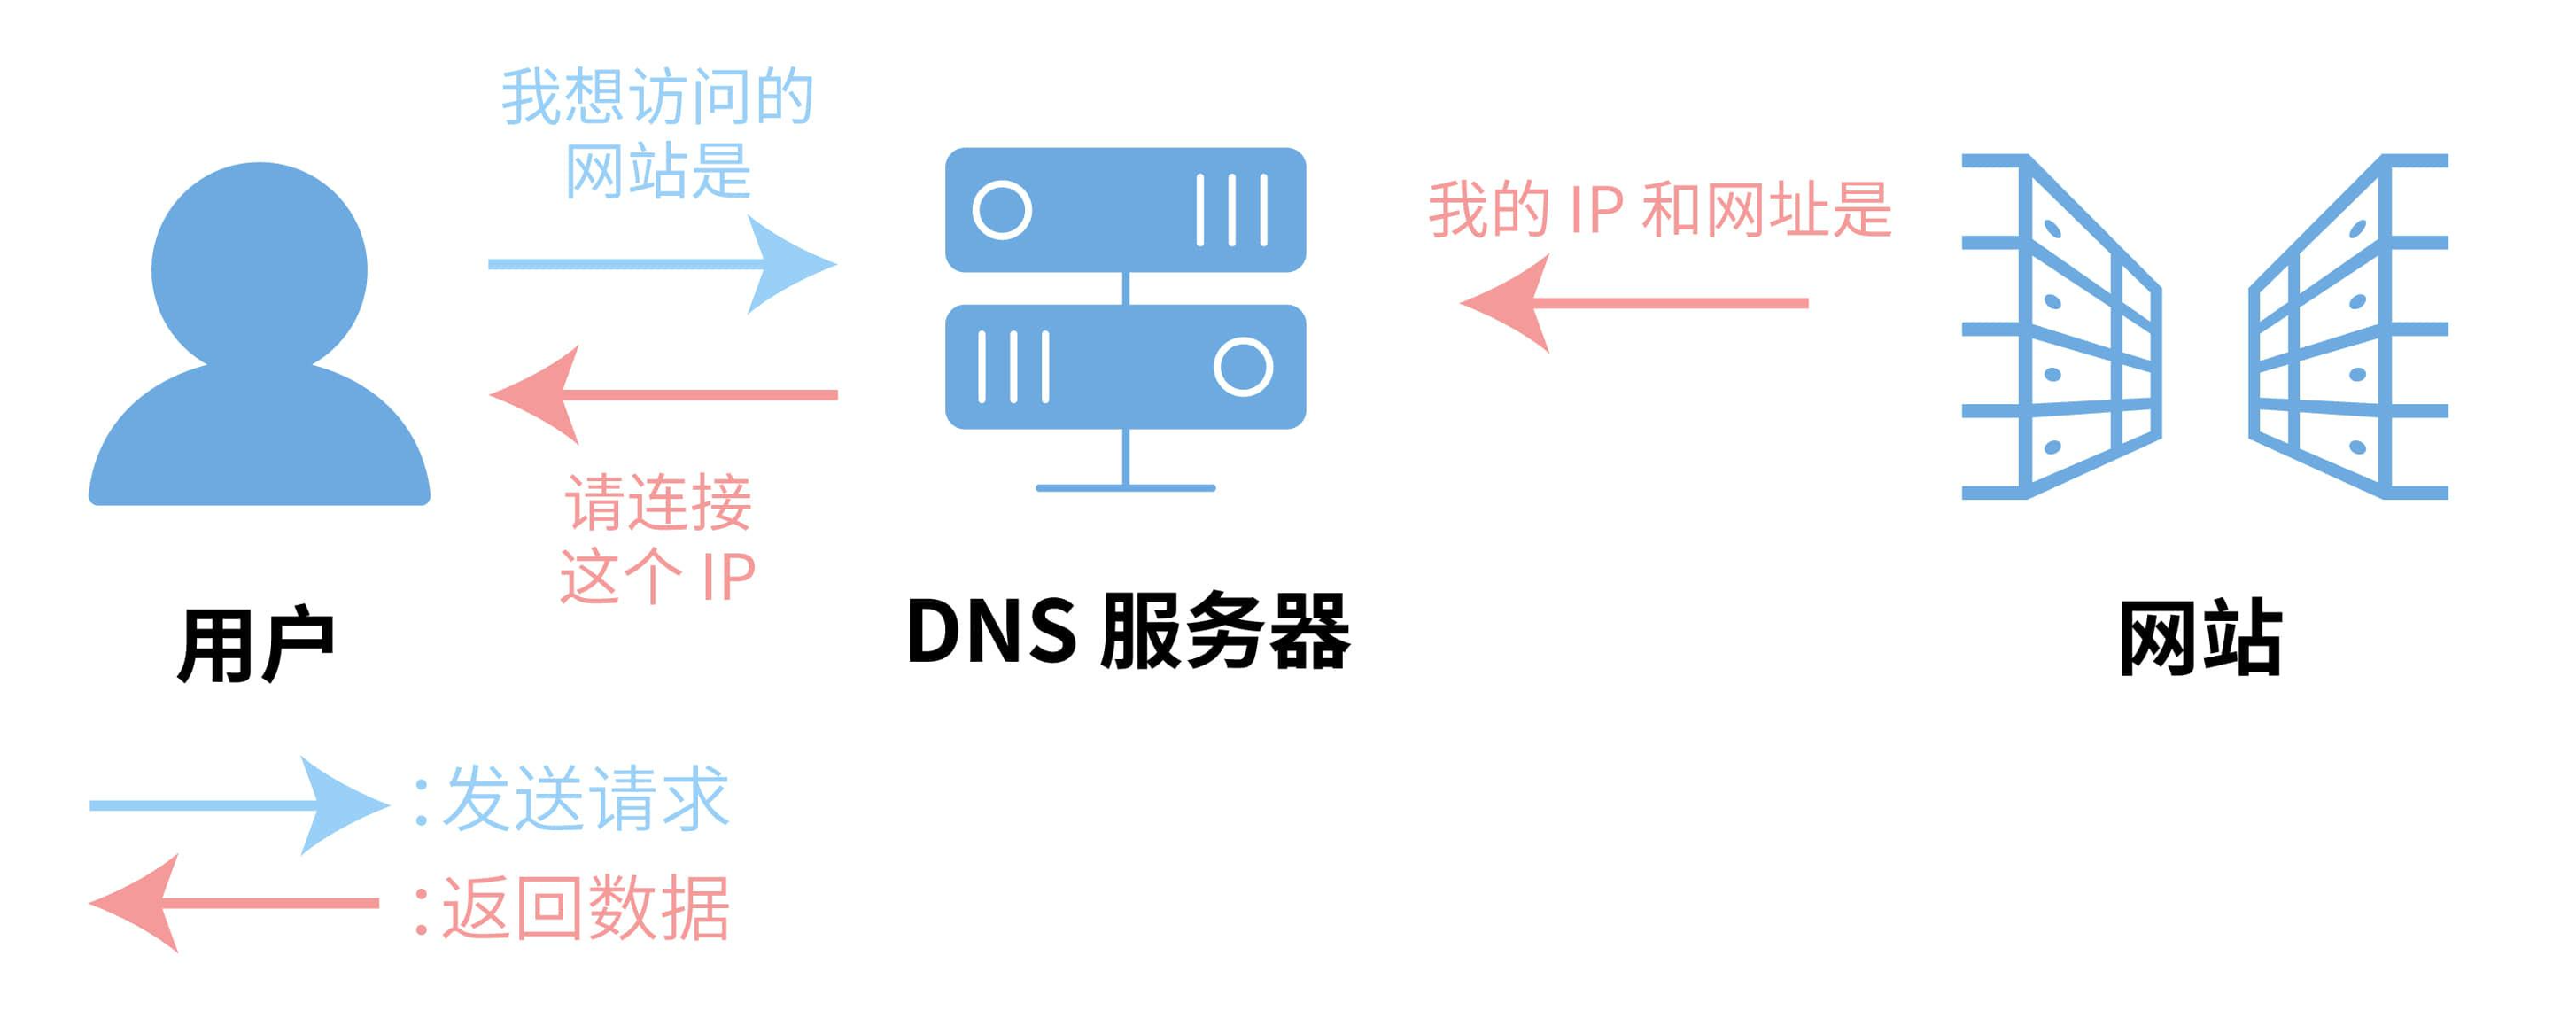 我想访问的
网站是
我的 IP 和网址是
请连接
这个 IP
用户
DNS 服务器
网站
：发送请求
：返回数据